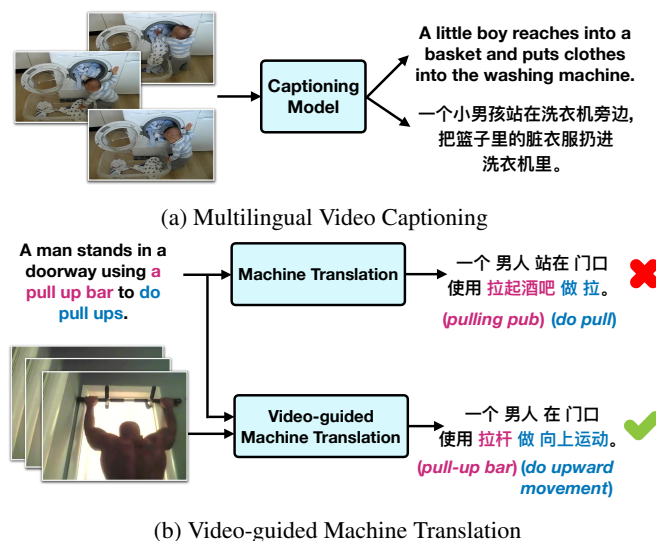 A little boy reaches into a
basket and puts clothes
into the washing machine.
Captioning
Model
一个小男孩站在洗衣机旁边,
把篮子里的脏衣服扔进
洗衣机里。
(a) Multilingual Video Captioning
A man stands in a
doorway using a
pull up bar to do
pull ups.
Machine Translation
一个 男人 站在 门口
使用 拉起酒吧 做 拉。
(pulling pub) (do pull)
Video-guided
Machine Translation
一个 男人 在 门口
使用 拉杆 做 向上运动。
(pull-up bar) (do upward
movement)
(b) Video-guided Machine Translation